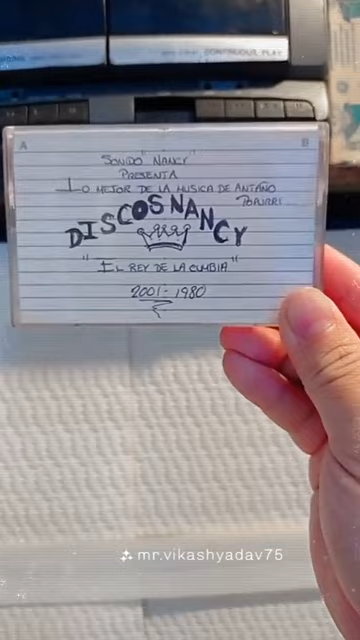 CONTINUOUS PLAY
A
B
SONIDO "NANCY"
PRESENTA
LO MEJOR DE LA MUSICA DE ANTAÑO
DISCOS NANCY
"EL REY DE LA CUMBIA"
2001-1980
mr.vikashyadav75